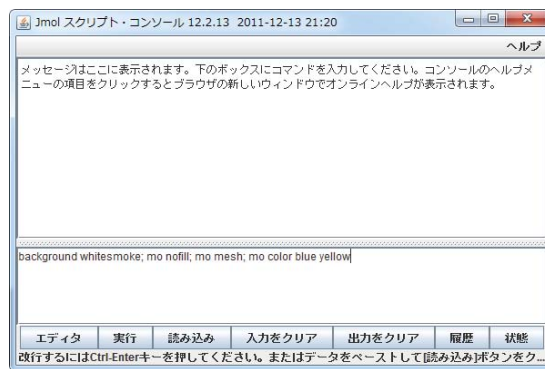 Jmol スクリプト・コンソール 12.2.13 2011-12-13 21:20
ヘルプ
メッセージはここに表示されます。下のボックスにコマンドを入力してください。コンソールのヘルプメ
ニューの項目をクリックするとブラウザの新しいウィンドウでオンラインヘルプが表示されます。
background whitesmoke; mo nofill; mo mesh; mo color blue yellow
エディタ 実行 読み込み 入力をクリア 出力をクリア 履歴 状態
改行するにはCtrl-Enterキーを押してください。またはデータをペーストして[読み込み]ボタンをク...